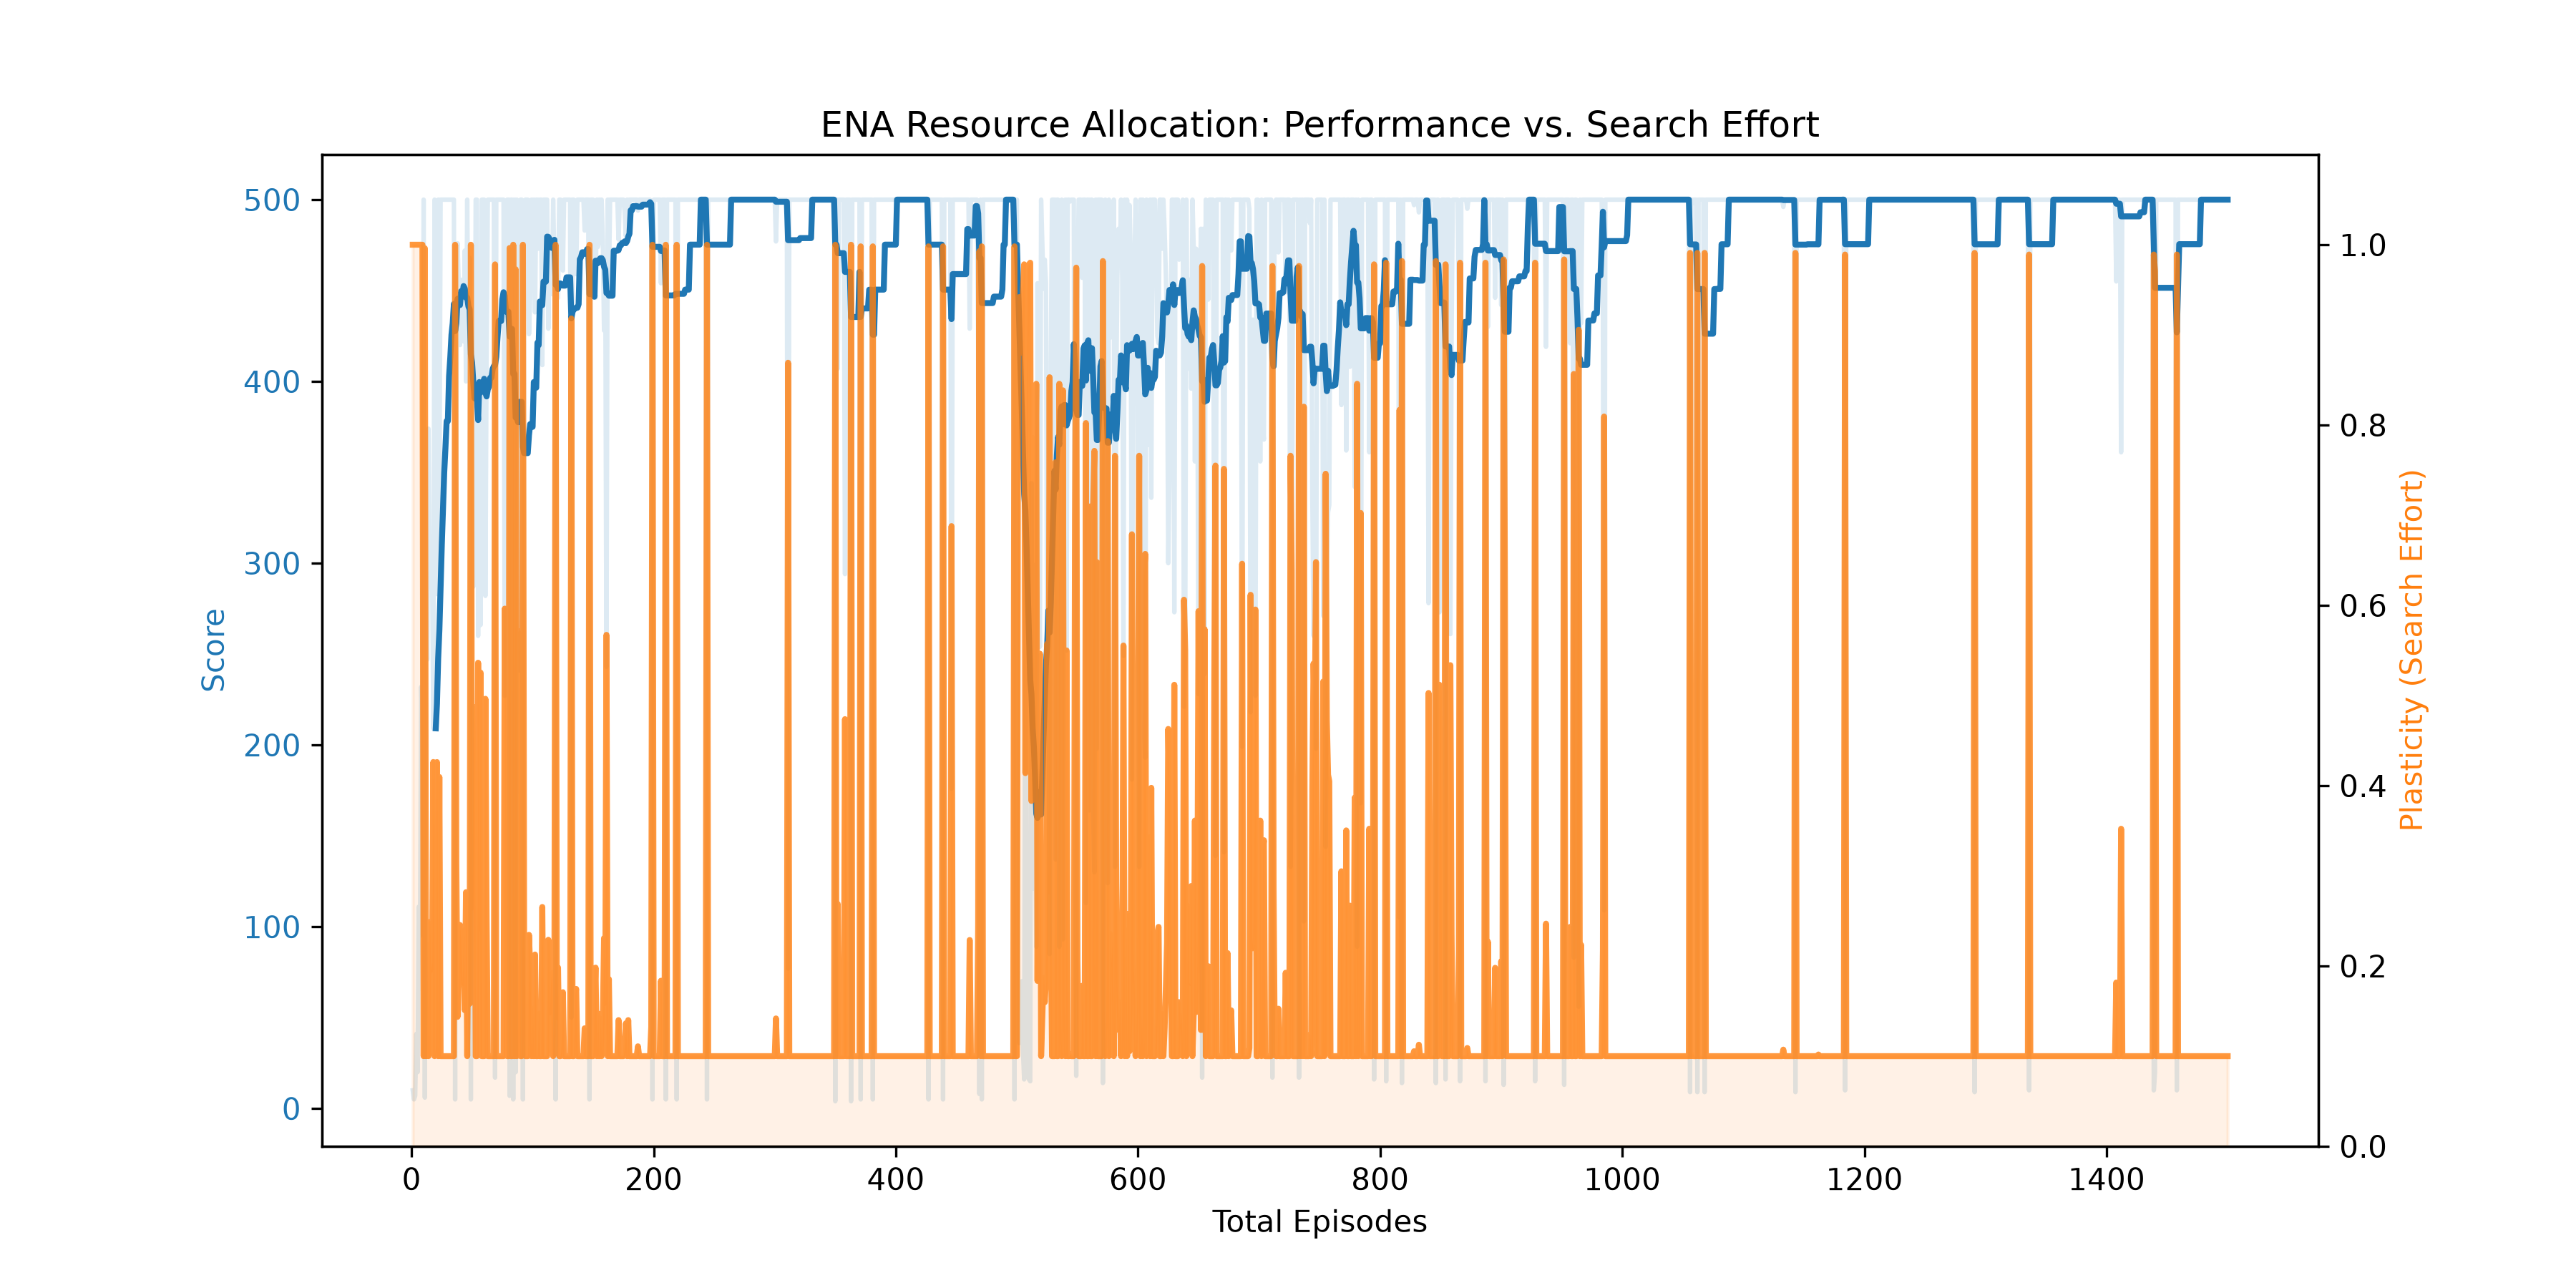 ENA Resource Allocation: Performance vs. Search Effort
500
400
300
200
100
0
Score
1.0
0.8
0.6
0.4
0.2
0.0
Plasticity (Search Effort)
0 200 400 600 800 1000 1200 1400
Total Episodes